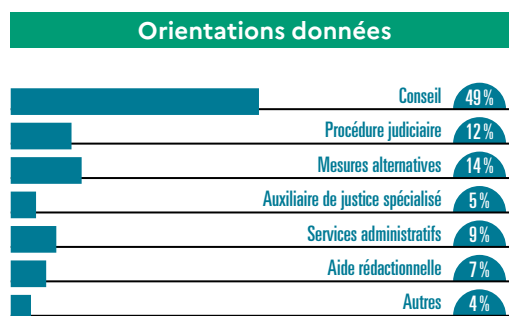 Orientations données
Conseil 49 %
Procédure judiciaire 12 %
Mesures alternatives 14 %
Auxiliaire de justice spécialisé 5 %
Services administratifs 9 %
Aide rédactionnelle 7 %
Autres 4 %